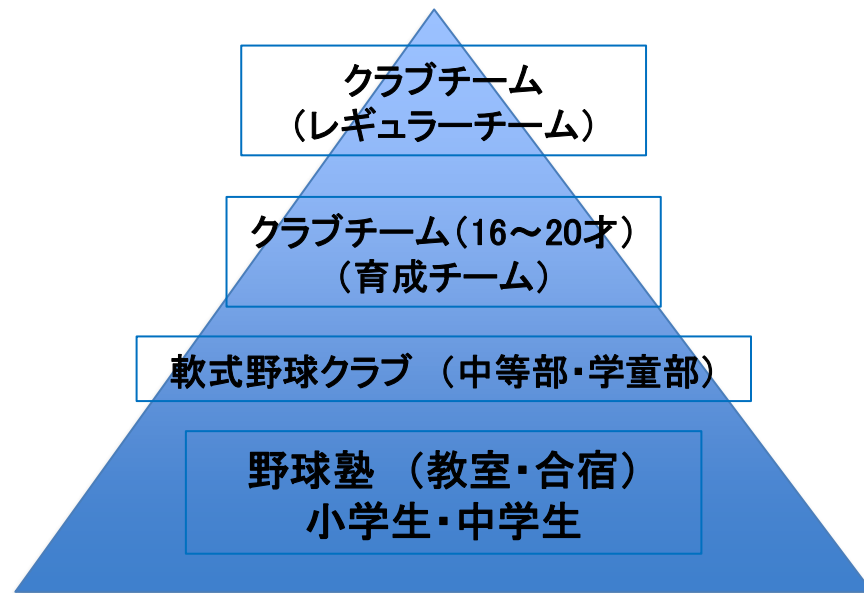 クラブチーム
（レギュラーチーム）
クラブチーム（16～20才）
（育成チーム）
軟式野球クラブ　（中等部・学童部）
野球塾　（教室・合宿）
小学生・中学生